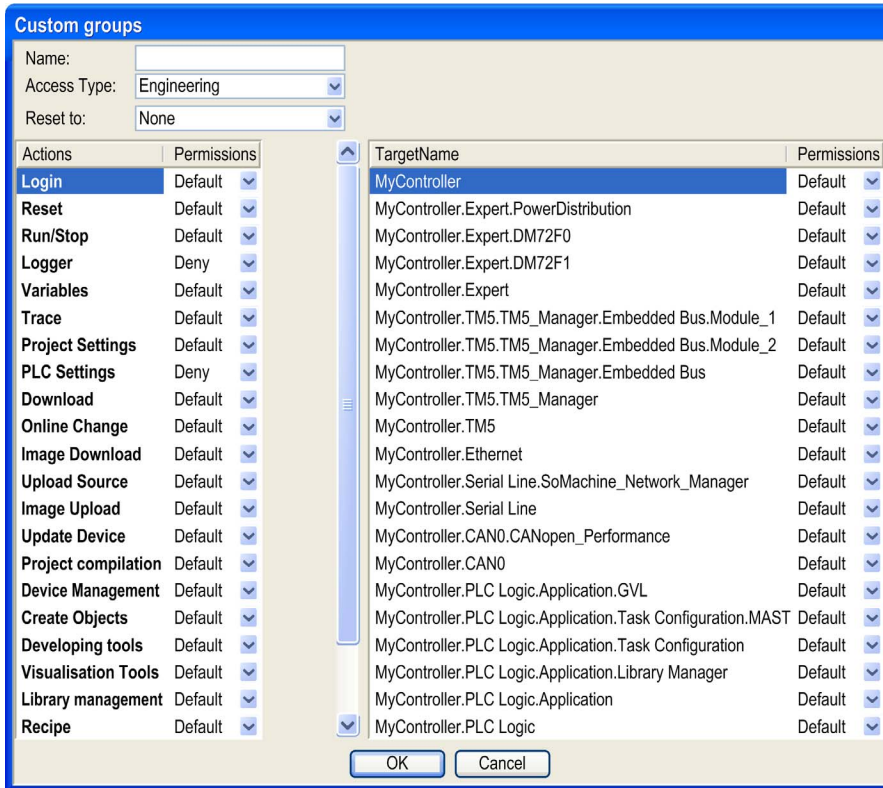 Custom groups
Name:
Access Type: Engineering
Reset to: None
Actions Permissions
Login Default
Reset Default
Run/Stop Default
Logger Deny
Variables Default
Trace Default
Project Settings Default
PLC Settings Deny
Download Default
Online Change Default
Image Download Default
Upload Source Default
Image Upload Default
Update Device Default
Project compilation Default
Device Management Default
Create Objects Default
Developing tools Default
Visualisation Tools Default
Library management Default
Recipe Default
TargetName Permissions
MyController Default
MyController.Expert.PowerDistribution Default
MyController.Expert.DM72F0 Default
MyController.Expert.DM72F1 Default
MyController.Expert Default
MyController.TM5.TM5_Manager.Embedded Bus.Module_1 Default
MyController.TM5.TM5_Manager.Embedded Bus.Module_2 Default
MyController.TM5.TM5_Manager.Embedded Bus Default
MyController.TM5.TM5_Manager Default
MyController.TM5 Default
MyController.Ethernet Default
MyController.Serial Line.SoMachine_Network_Manager Default
MyController.Serial Line Default
MyController.CAN0.CANopen_Performance Default
MyController.CAN0 Default
MyController.PLC Logic.Application.GVL Default
MyController.PLC Logic.Application.Task Configuration.MAST Default
MyController.PLC Logic.Application.Task Configuration Default
MyController.PLC Logic.Application.Library Manager Default
MyController.PLC Logic.Application Default
MyController.PLC Logic Default
OK Cancel